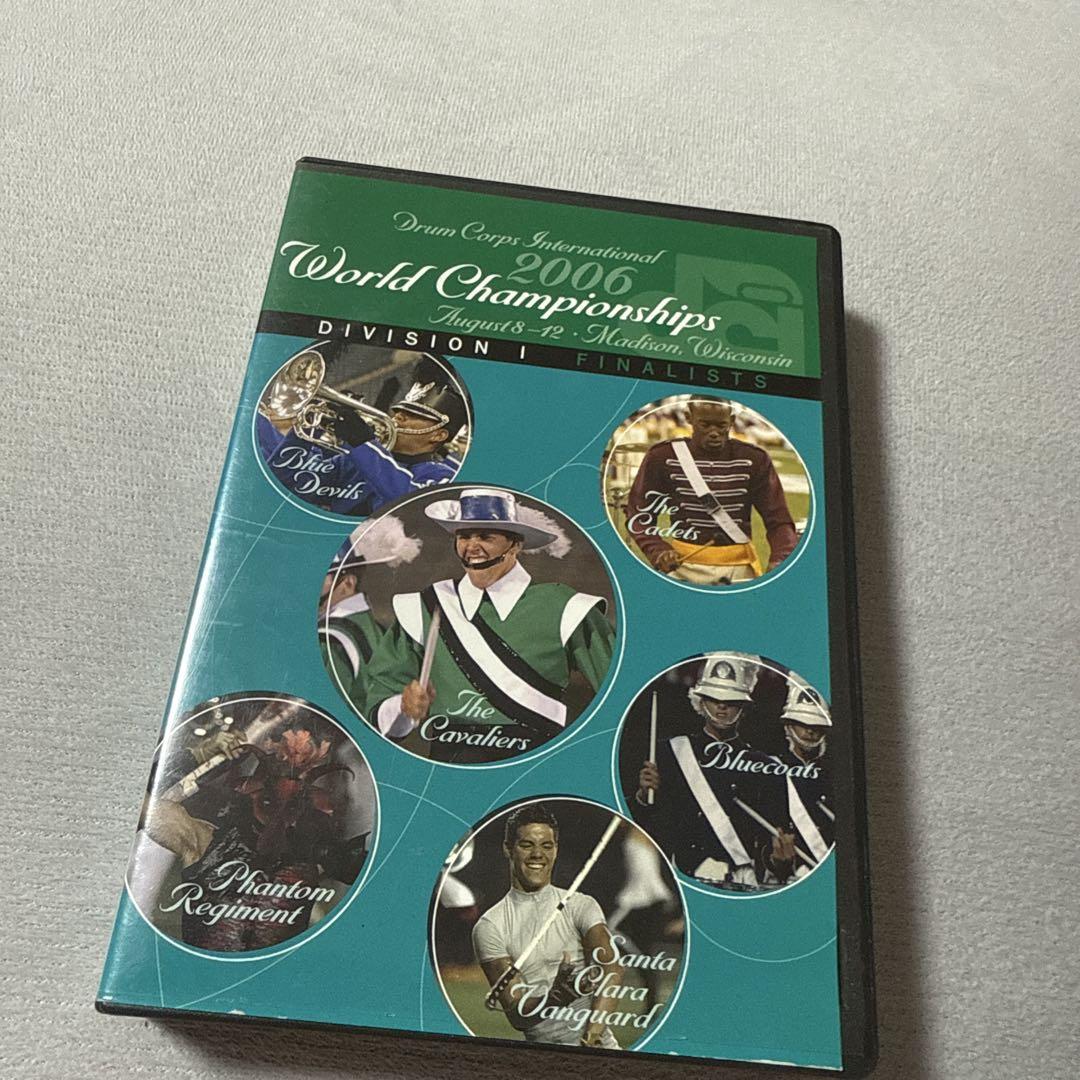 Drum Corps International
2006
World Championships
August 8-12 · Madison, Wisconsin
DIVISION I FINALISTS
Blue
Devils
The
Cadets
The
Cavaliers
Bluecoats
Phantom
Regiment
Santa
Clara
Vanguard